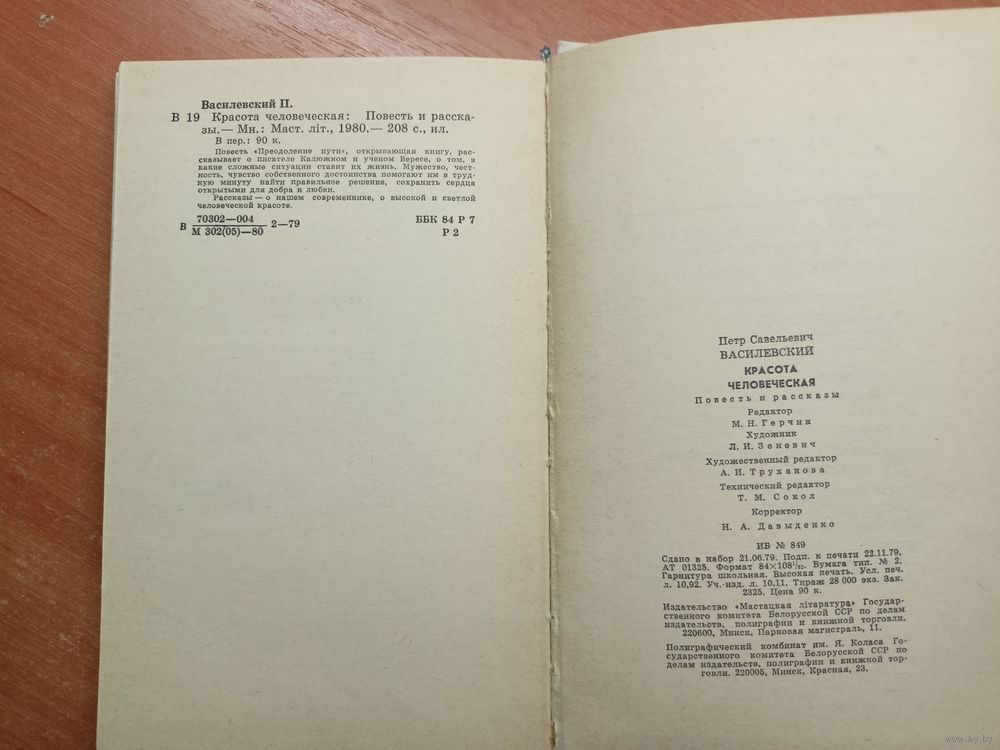 Василевский П.
В 19 Красота человеческая: Повесть и расска-
зы.— Мн.: Маст. літ., 1980.— 208 с., ил.
В пер.: 90 к.
Повесть «Преодоление пути», открывающая книгу, рас-
сказывает о писателе Калюжном и ученом Вересе, о том, в
какие сложные ситуации ставит их жизнь. Мужество, чест-
ность, чувство собственного достоинства помогают им в труд-
ную минуту найти правильное решение, сохранить сердца
открытыми для добра и любви.
Рассказы — о нашем современнике, о высокой и светлой
человеческой красоте.
В 70302—004 2—79 ББК 84 Р 7
М 302(05)—80 Р 2
Петр Савельевич
ВАСИЛЕВСКИЙ
КРАСОТА
ЧЕЛОВЕЧЕСКАЯ
Повесть и рассказы
Редактор
М. Н. Герчик
Художник
Л. И. Зеневич
Художественный редактор
А. И. Труханова
Технический редактор
Т. М. Сокол
Корректор
Н. А. Давыденко
ИБ № 849
Сдано в набор 21.06.79. Подп. к печати 22.11.79.
АТ 01325. Формат 84×108¹/₃₂. Бумага тип. № 2.
Гарнитура школьная. Высокая печать. Усл. печ.
л. 10,92. Уч.-изд. л. 10,11. Тираж 28 000 экз. Зак.
2325. Цена 90 к.
Издательство «Мастацкая літаратура» Государ-
ственного комитета Белорусской ССР по делам
издательств, полиграфии и книжной торговли.
220600, Минск, Парковая магистраль, 11.
Полиграфический комбинат им. Я. Коласа Го-
сударственного комитета Белорусской ССР по
делам издательств, полиграфии и книжной тор-
говли. 220005, Минск, Красная, 23.
www.ay.by